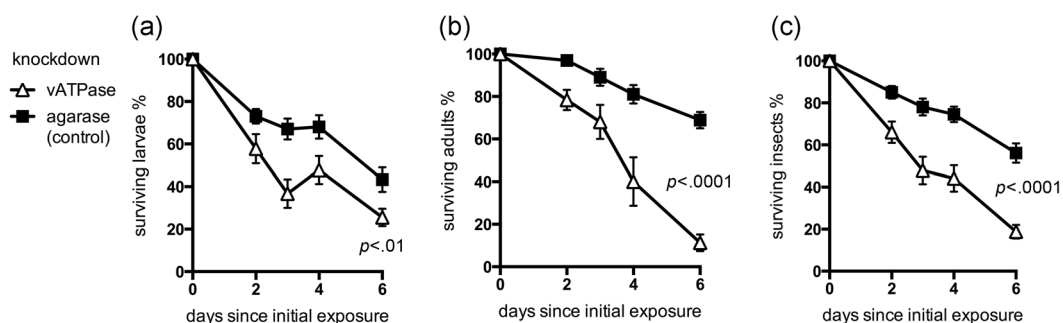 (a)
(b)
(c)
knockdown
vATPase
agarase
(control)
surviving larvae %
100
80
60
40
20
0
p<.01
0 2 4 6
days since initial exposure
surviving adults %
100
80
60
40
20
0
p<.0001
0 2 4 6
days since initial exposure
surviving insects %
100
80
60
40
20
0
p<.0001
0 2 4 6
days since initial exposure